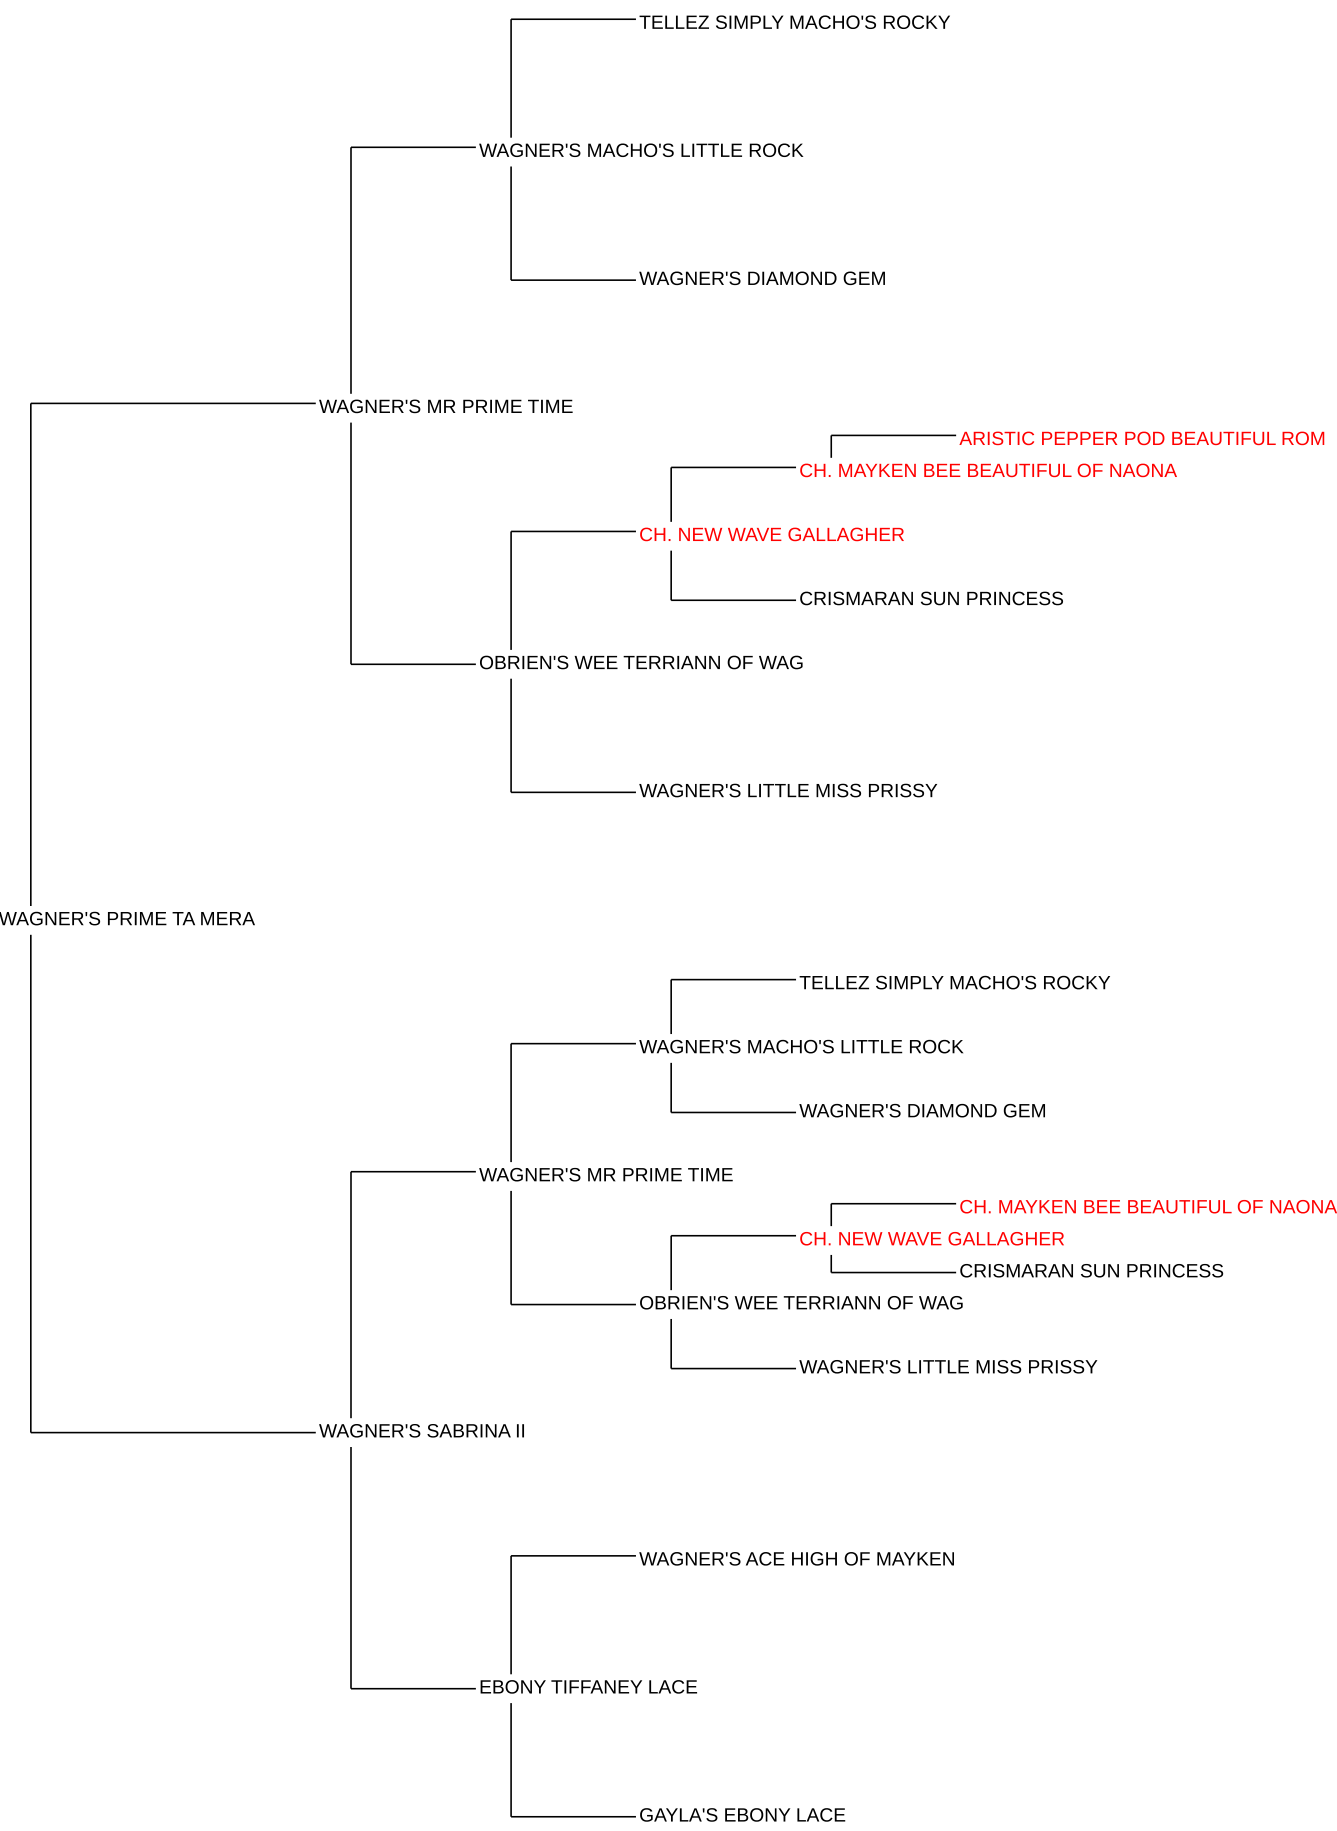 TELLEZ SIMPLY MACHO'S ROCKY
WAGNER'S MACHO'S LITTLE ROCK
WAGNER'S DIAMOND GEM
WAGNER'S MR PRIME TIME
ARISTIC PEPPER POD BEAUTIFUL ROM
CH. MAYKEN BEE BEAUTIFUL OF NAONA
CH. NEW WAVE GALLAGHER
CRISMARAN SUN PRINCESS
OBRIEN'S WEE TERRIANN OF WAG
WAGNER'S LITTLE MISS PRISSY
WAGNER'S PRIME TA MERA
TELLEZ SIMPLY MACHO'S ROCKY
WAGNER'S MACHO'S LITTLE ROCK
WAGNER'S DIAMOND GEM
WAGNER'S MR PRIME TIME
CH. MAYKEN BEE BEAUTIFUL OF NAONA
CH. NEW WAVE GALLAGHER
CRISMARAN SUN PRINCESS
OBRIEN'S WEE TERRIANN OF WAG
WAGNER'S LITTLE MISS PRISSY
WAGNER'S SABRINA II
WAGNER'S ACE HIGH OF MAYKEN
EBONY TIFFANEY LACE
GAYLA'S EBONY LACE